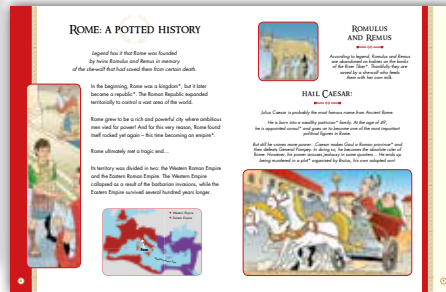 ROME: A POTTED HISTORY
Legend has it that Rome was founded
by twins Romulus and Remus in memory
of the she-wolf that had saved them from certain death.
In the beginning, Rome was a kingdom*, but it later
became a republic*. The Roman Republic expanded
territorially to control a vast area of the world.
Rome grew to be a rich and powerful city where ambitious
men vied for power! And for this very reason, Rome found
itself rocked yet again – this time becoming an empire*.
Rome ultimately met a tragic end...
Its territory was divided in two: the Western Roman Empire
and the Eastern Roman Empire. The Western Empire
collapsed as a result of the barbarian invasions, while the
Eastern Empire survived several hundred years longer.
Western Empire
Eastern Empire
Rome
ROMULUS
AND REMUS
According to legend, Romulus and Remus
are abandoned as babies on the banks
of the River Tiber*. Thankfully they are
saved by a she-wolf who feeds
them with her own milk.
HAIL CAESAR!
Julius Caesar is probably the most famous name from Ancient Rome.
He is born into a wealthy patrician* family. At the age of 49,
he is appointed consul* and goes on to become one of the most important
political figures in Rome.
But still he craves more power... Caesar makes Gaul a Roman province* and
then defeats General Pompey. In doing so, he becomes the absolute ruler of
Rome. However, his power arouses jealousy in some quarters... He ends up
being murdered in a plot* organised by Brutus, his own adopted son!